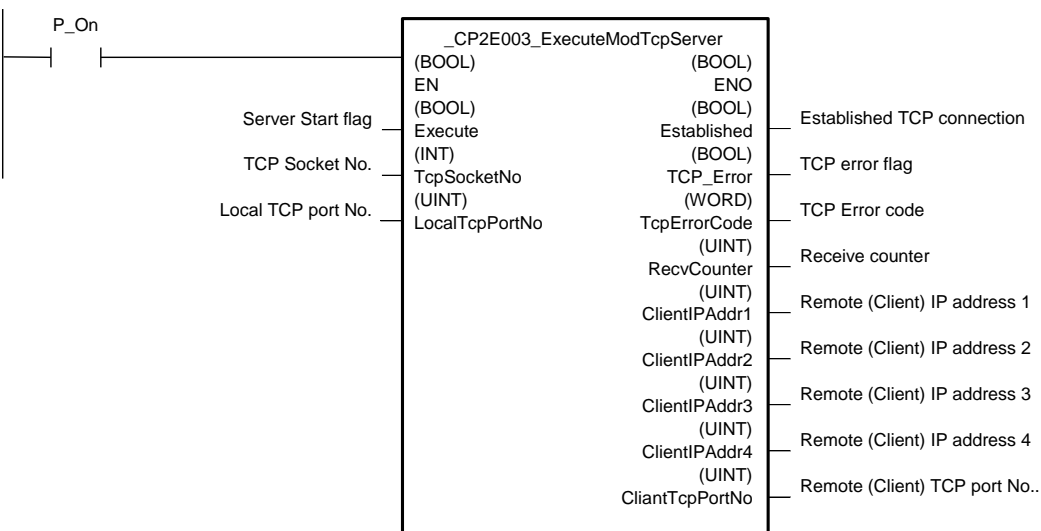 P_On
_CP2E003_ExecuteModTcpServer
(BOOL) (BOOL)
EN ENO
(BOOL) (BOOL)
Server Start flag Execute Established Established TCP connection
(INT) (BOOL)
TCP Socket No. TcpSocketNo TCP_Error TCP error flag
(UINT) (WORD)
Local TCP port No. LocalTcpPortNo TcpErrorCode TCP Error code
(UINT)
RecvCounter Receive counter
(UINT)
ClientIPAddr1 Remote (Client) IP address 1
(UINT)
ClientIPAddr2 Remote (Client) IP address 2
(UINT)
ClientIPAddr3 Remote (Client) IP address 3
(UINT)
ClientIPAddr4 Remote (Client) IP address 4
(UINT)
CliantTcpPortNo Remote (Client) TCP port No..